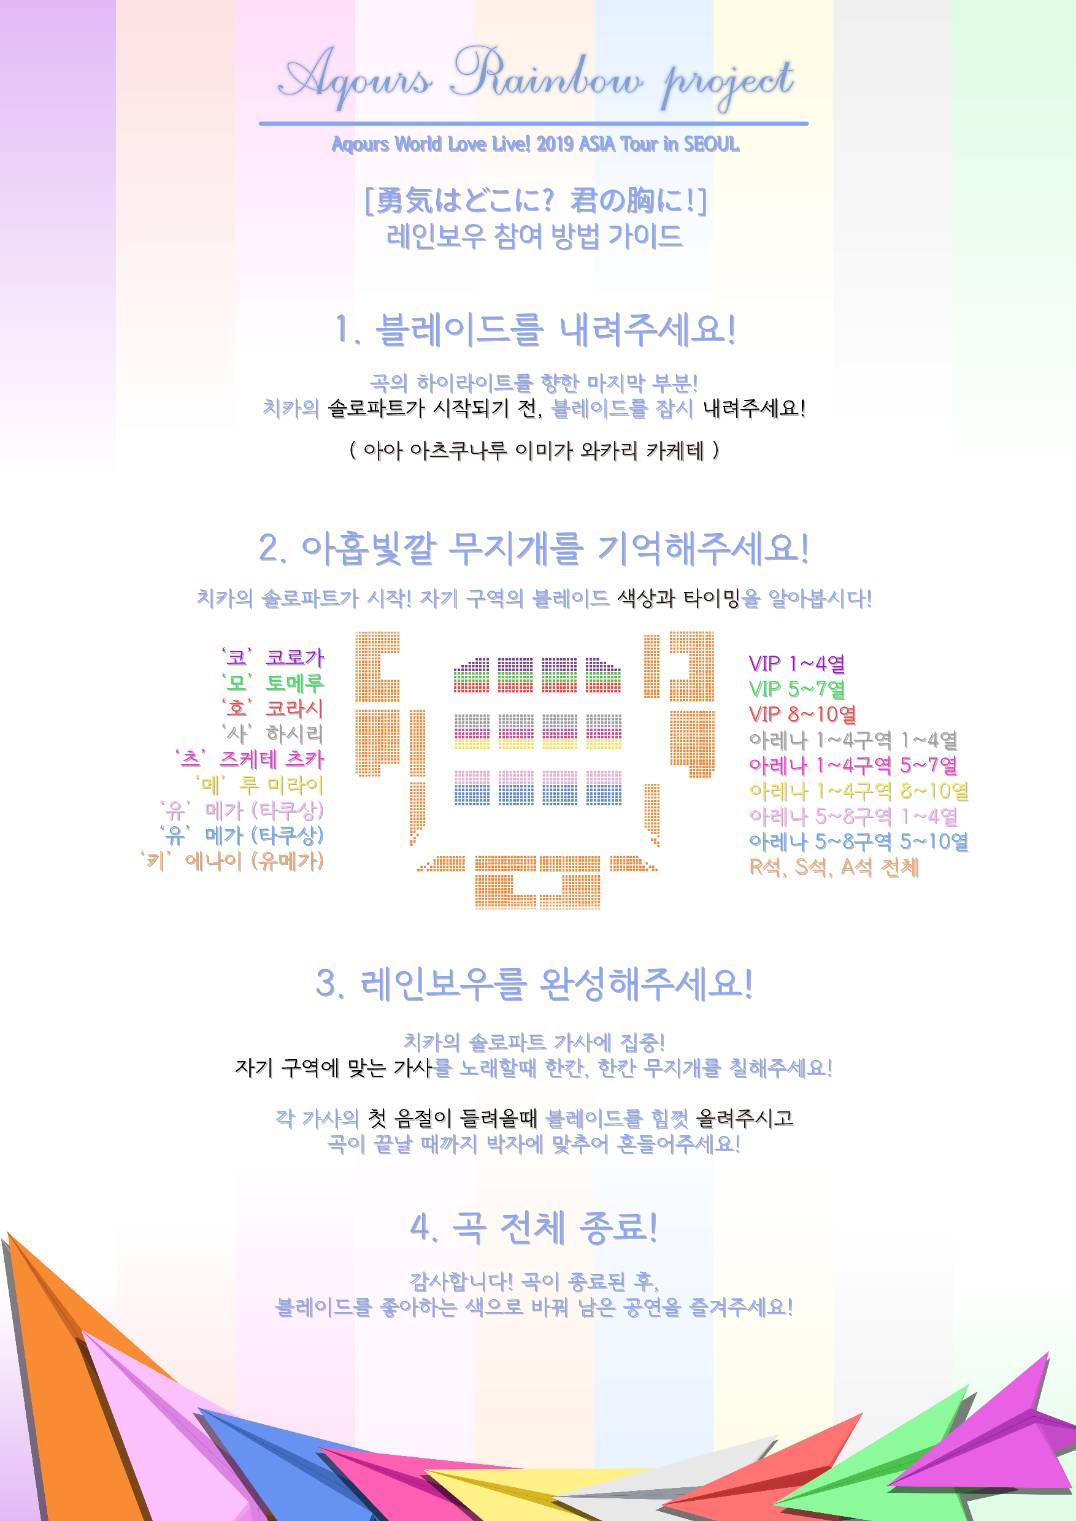 Aqours Rainbow project
Aqours World Love Live! 2019 ASIA Tour in SEOUL
[勇気はどこに? 君の胸に!]
레인보우 참여 방법 가이드
1. 블레이드를 내려주세요!
곡의 하이라이트를 향한 마지막 부분!
치카의 솔로파트가 시작되기 전, 블레이드를 잠시 내려주세요!
( 아아 아츠쿠나루 이미가 와카리 카케테 )
2. 아홉빛깔 무지개를 기억해주세요!
치카의 솔로파트가 시작! 자기 구역의 블레이드 색상과 타이밍을 알아봅시다!
‘코’ 코로가
‘모’ 토메루
‘호’ 코라시
‘사’ 하시리
‘츠’ 즈케테 츠카
‘메’ 루 미라이
‘유’ 메가 (타쿠상)
‘유’ 메가 (타쿠상)
‘키’ 에나이 (유메가)
VIP 1~4열
VIP 5~7열
VIP 8~10열
아레나 1~4구역 1~4열
아레나 1~4구역 5~7열
아레나 1~4구역 8~10열
아레나 5~8구역 1~4열
아레나 5~8구역 5~10열
R석, S석, A석 전체
3. 레인보우를 완성해주세요!
치카의 솔로파트 가사에 집중!
자기 구역에 맞는 가사를 노래할때 한칸, 한칸 무지개를 칠해주세요!
각 가사의 첫 음절이 들려올때 블레이드를 힘껏 올려주시고
곡이 끝날 때까지 박자에 맞추어 흔들어주세요!
4. 곡 전체 종료!
감사합니다! 곡이 종료된 후,
블레이드를 좋아하는 색으로 바꿔 남은 공연을 즐겨주세요!